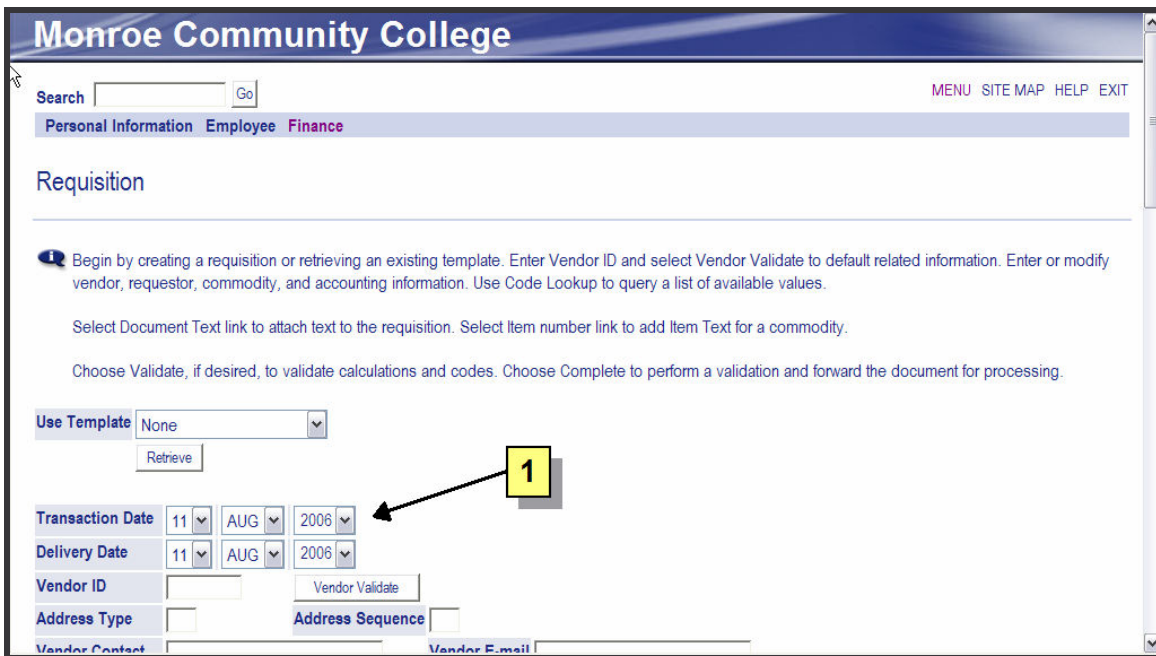 Monroe Community College
Search Go MENU SITE MAP HELP EXIT
Personal Information Employee Finance
Requisition
Begin by creating a requisition or retrieving an existing template. Enter Vendor ID and select Vendor Validate to default related information. Enter or modify
vendor, requestor, commodity, and accounting information. Use Code Lookup to query a list of available values.
Select Document Text link to attach text to the requisition. Select Item number link to add Item Text for a commodity.
Choose Validate, if desired, to validate calculations and codes. Choose Complete to perform a validation and forward the document for processing.
Use Template None
Retrieve
1
Transaction Date 11 AUG 2006
Delivery Date 11 AUG 2006
Vendor ID Vendor Validate
Address Type Address Sequence
Vendor Contact Vendor E-mail